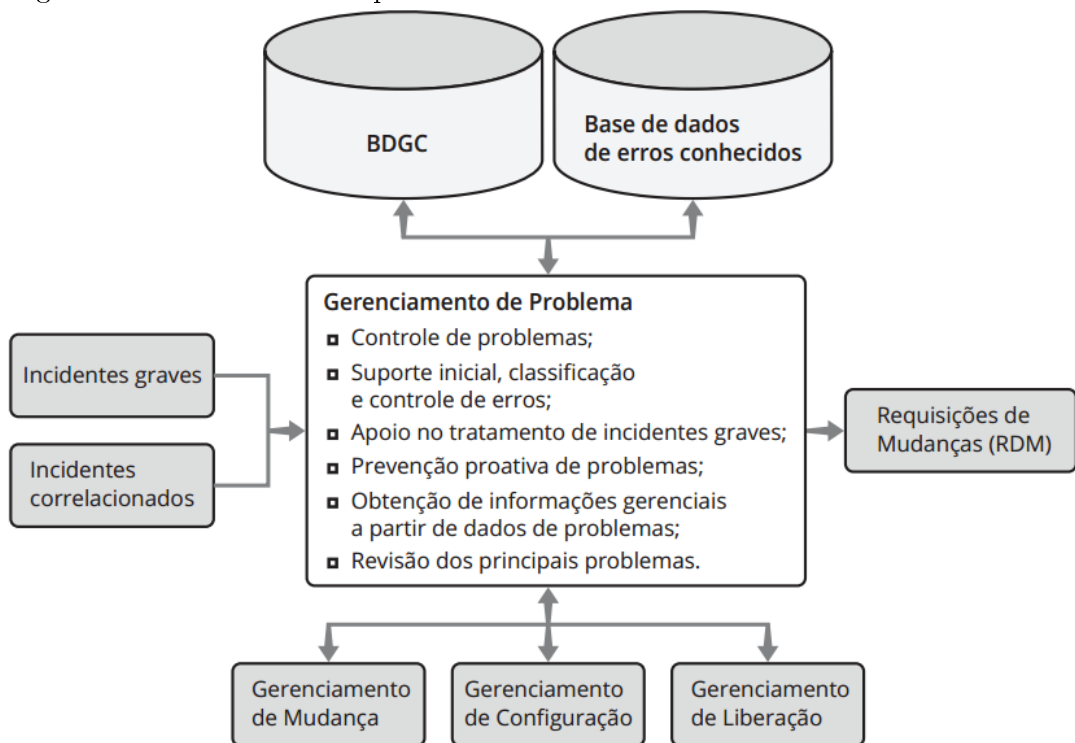 BDGC
Base de dados
de erros conhecidos
Gerenciamento de Problema
Controle de problemas;
Suporte inicial, classificação
e controle de erros;
Apoio no tratamento de incidentes graves;
Prevenção proativa de problemas;
Obtenção de informações gerenciais
a partir de dados de problemas;
Revisão dos principais problemas.
Incidentes graves
Incidentes
correlacionados
Requisições de
Mudanças (RDM)
Gerenciamento
de Mudança
Gerenciamento
de Configuração
Gerenciamento
de Liberação